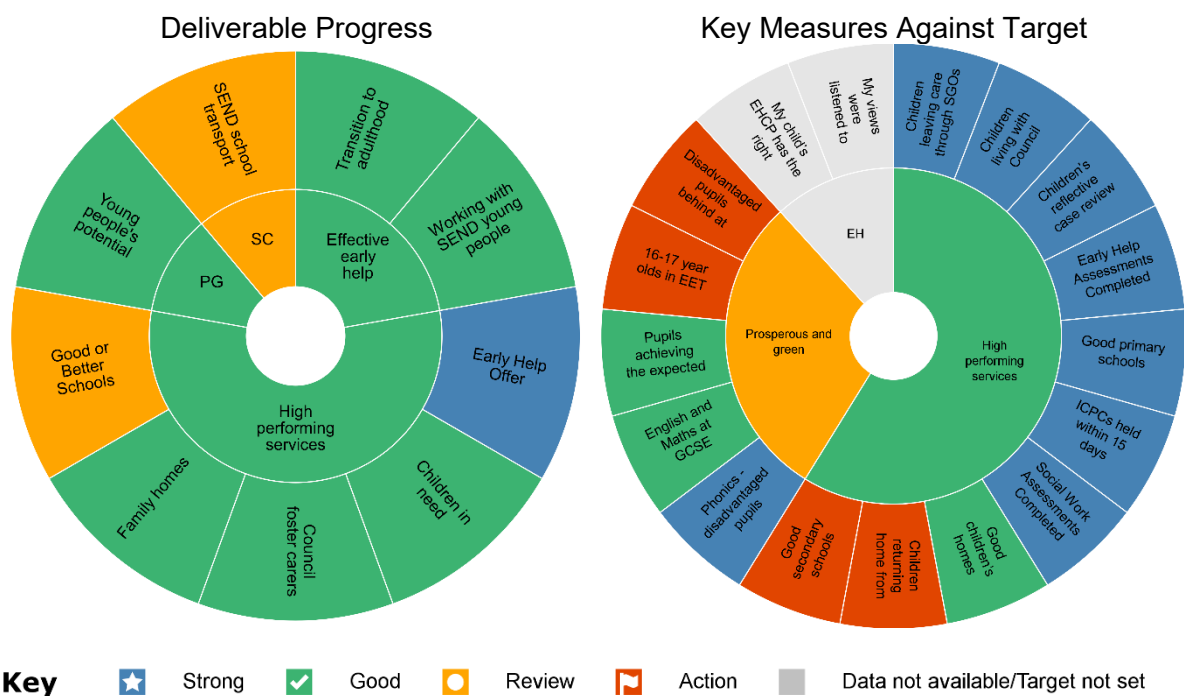 Deliverable Progress
SEND school
transport
Transition to
adulthood
Working with
SEND young
people
Early Help
Offer
Children in
need
Council
foster carers
Family homes
Good or
Better
Schools
Young
people's
potential
SC
Effective
early
help
PG
High
performing
services
Key Measures Against Target
My child's
EHCP has the
right
My views
were
listened to
Children
leaving care
through SGOs
Children
living with
Council
Children's
reflective
case review
Early Help
Assessments
Completed
Good primary
schools
ICPCs held
within 15
days
Social Work
Assessments
Completed
Good
children's
homes
Children
returning
home from
Good
secondary
schools
Phonics -
disadvantaged
pupils
English and
Maths at
GCSE
Pupils
achieving
the expected
16-17 year
olds in EET
Disadvantaged
pupils
behind at
EH
Prosperous and
green
High
performing
services
Key Strong Good Review Action Data not available/Target not set